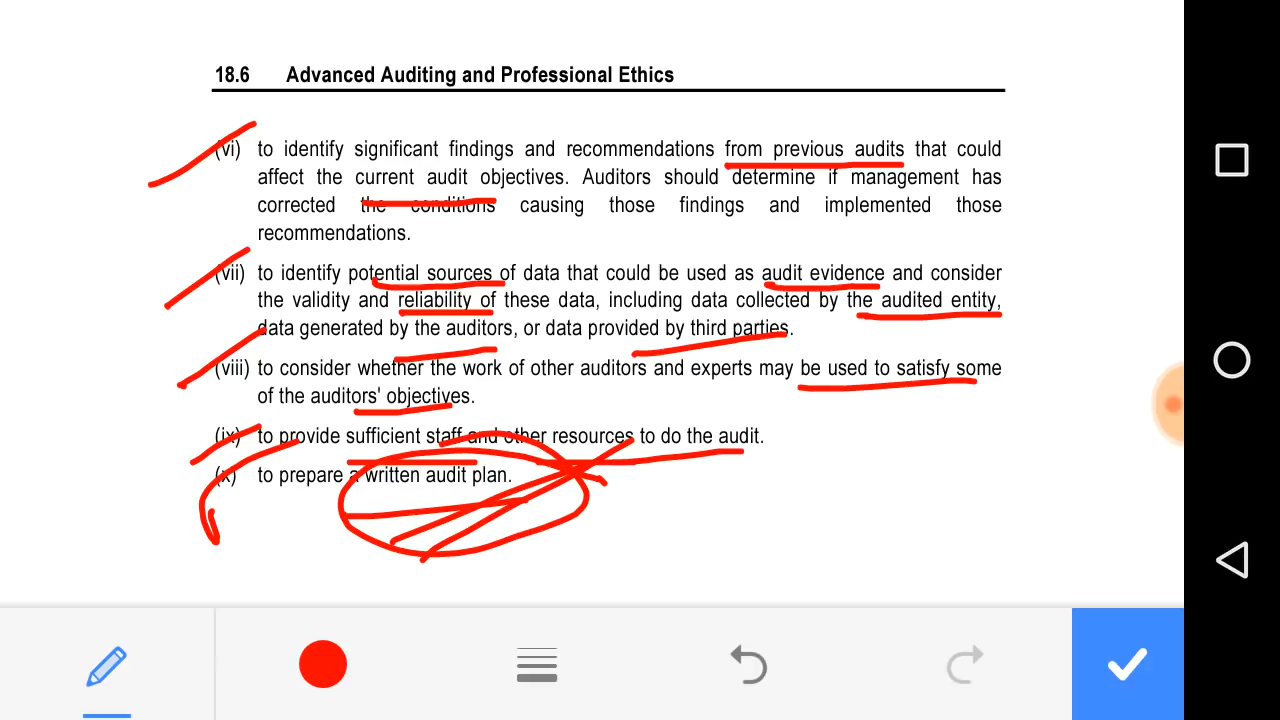 18.6 Advanced Auditing and Professional Ethics
(vi) to identify significant findings and recommendations from previous audits that could
affect the current audit objectives. Auditors should determine if management has
corrected the conditions causing those findings and implemented those
recommendations.
(vii) to identify potential sources of data that could be used as audit evidence and consider
the validity and reliability of these data, including data collected by the audited entity,
data generated by the auditors, or data provided by third parties.
(viii) to consider whether the work of other auditors and experts may be used to satisfy some
of the auditors' objectives.
(ix) to provide sufficient staff and other resources to do the audit.
(x) to prepare a written audit plan.